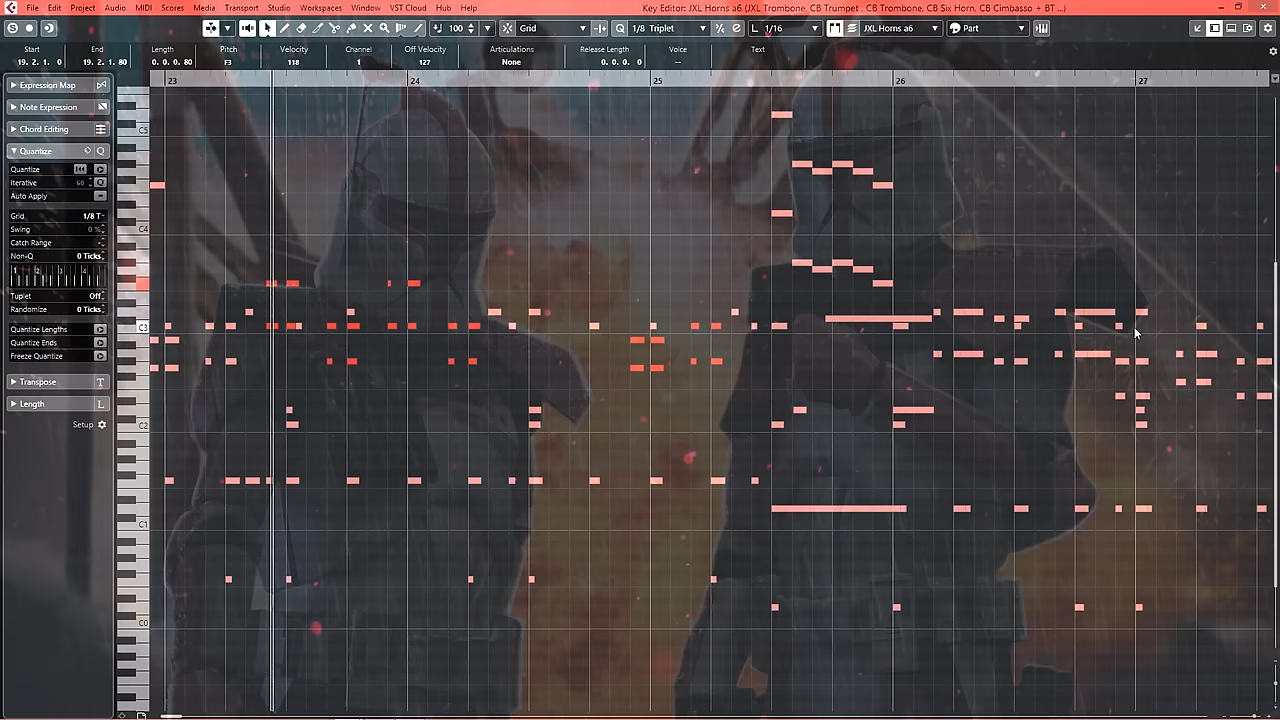 File Edit Project Audio MIDI Scores Media Transport Studio Workspaces Window VST Cloud Hub Help Key Editor: JXL Horns a6 (JXL Trombone, CB Trumpet , CB Trombone, CB Six Horn, CB Cimbasso + BT ...)
100 Grid 1/8 Triplet L 1/16 JXL Horns a6 Part
Start End Length Pitch Velocity Channel Off Velocity Articulations Release Length Voice Text
19. 2. 1. 0 19. 2. 1. 80 0. 0. 0. 80 F3 118 1 127 None 0. 0. 0. 0 --
23 24 25 26 27
Expression Map
Note Expression
Chord Editing
Quantize Q
Quantize
Iterative 60 Q
Auto Apply
Grid 1/8 T
Swing 0 %
Catch Range
Non-Q 0 Ticks
1 2 3 4
Tuplet Off
Randomize 0 Ticks
Quantize Lengths
Quantize Ends
Freeze Quantize
Transpose T
Length L
Setup
C5
C4
C3
C2
C1
C0